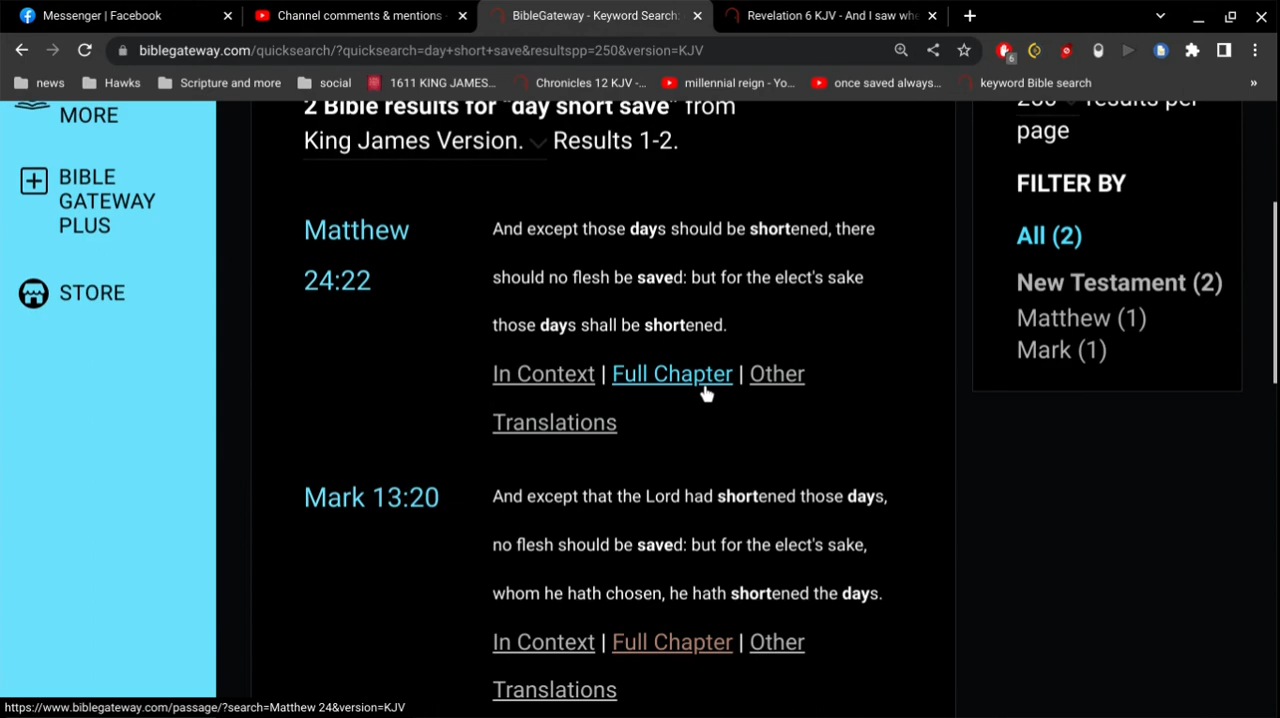 Messenger | Facebook
Channel comments & mentions -
BibleGateway - Keyword Search:
Revelation 6 KJV - And I saw whe
biblegateway.com/quicksearch/?quicksearch=day+short+save&resultspp=250&version=KJV
6
news
Hawks
Scripture and more
social
1611 KING JAMES...
Chronicles 12 KJV -...
millennial reign - Yo...
once saved always...
keyword Bible search
»
MORE
BIBLE
GATEWAY
PLUS
STORE
2 Bible results for "day short save" from
King James Version. Results 1-2.
Matthew
24:22
And except those days should be shortened, there
should no flesh be saved: but for the elect's sake
those days shall be shortened.
In Context | Full Chapter | Other
Translations
Mark 13:20
And except that the Lord had shortened those days,
no flesh should be saved: but for the elect's sake,
whom he hath chosen, he hath shortened the days.
In Context | Full Chapter | Other
Translations
results per
page
FILTER BY
All (2)
New Testament (2)
Matthew (1)
Mark (1)
https://www.biblegateway.com/passage/?search=Matthew 24&version=KJV